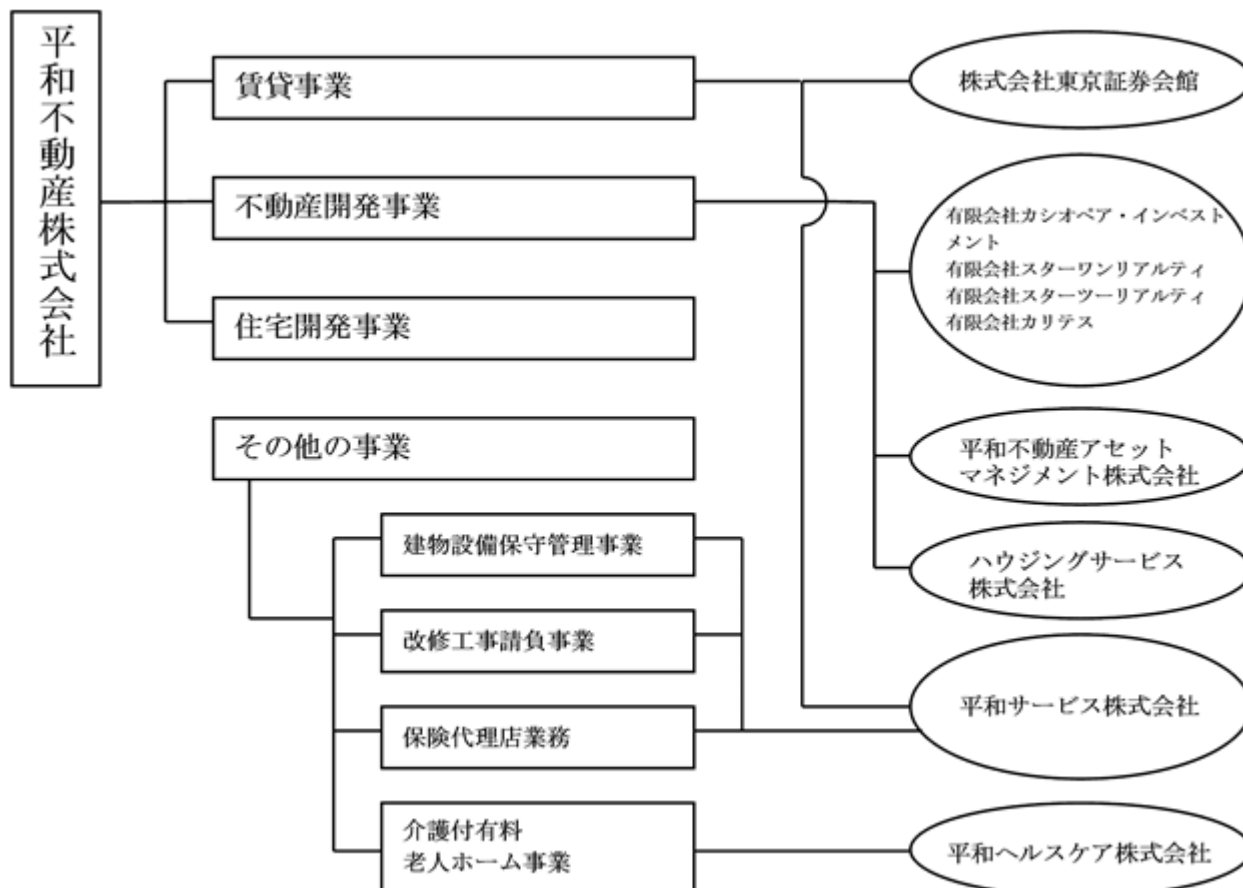 平和不動産株式会社
賃貸事業
不動産開発事業
住宅開発事業
その他の事業
建物設備保守管理事業
改修工事請負事業
保険代理店業務
介護付有料
老人ホーム事業
株式会社東京証券会館
有限会社カシオペア・インベスト
メント
有限会社スターワンリアルティ
有限会社スターツーリアルティ
有限会社カリテス
平和不動産アセット
マネジメント株式会社
ハウジングサービス
株式会社
平和サービス株式会社
平和ヘルスケア株式会社